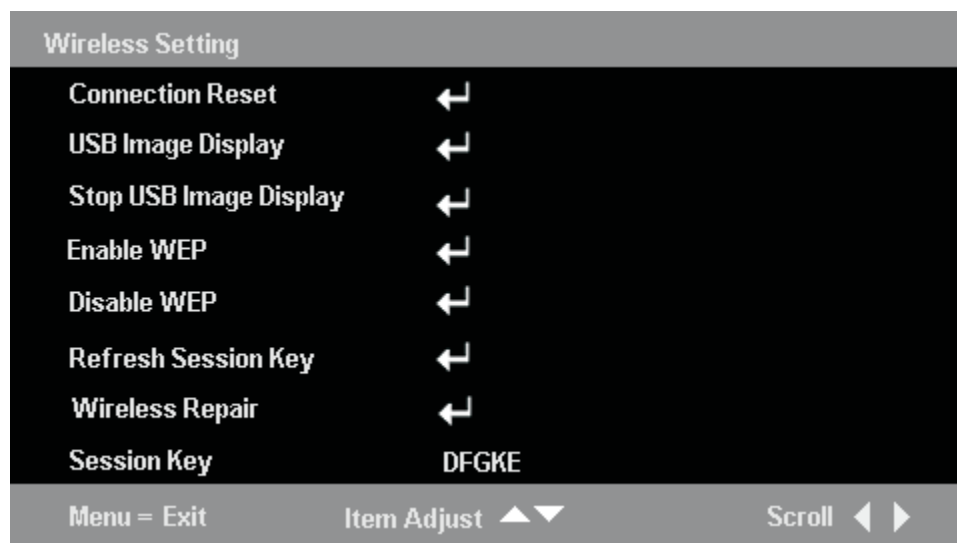 Wireless Setting
Connection Reset
USB Image Display
Stop USB Image Display
Enable WEP
Disable WEP
Refresh Session Key
Wireless Repair
Session Key DFGKE
Menu = Exit Item Adjust Scroll